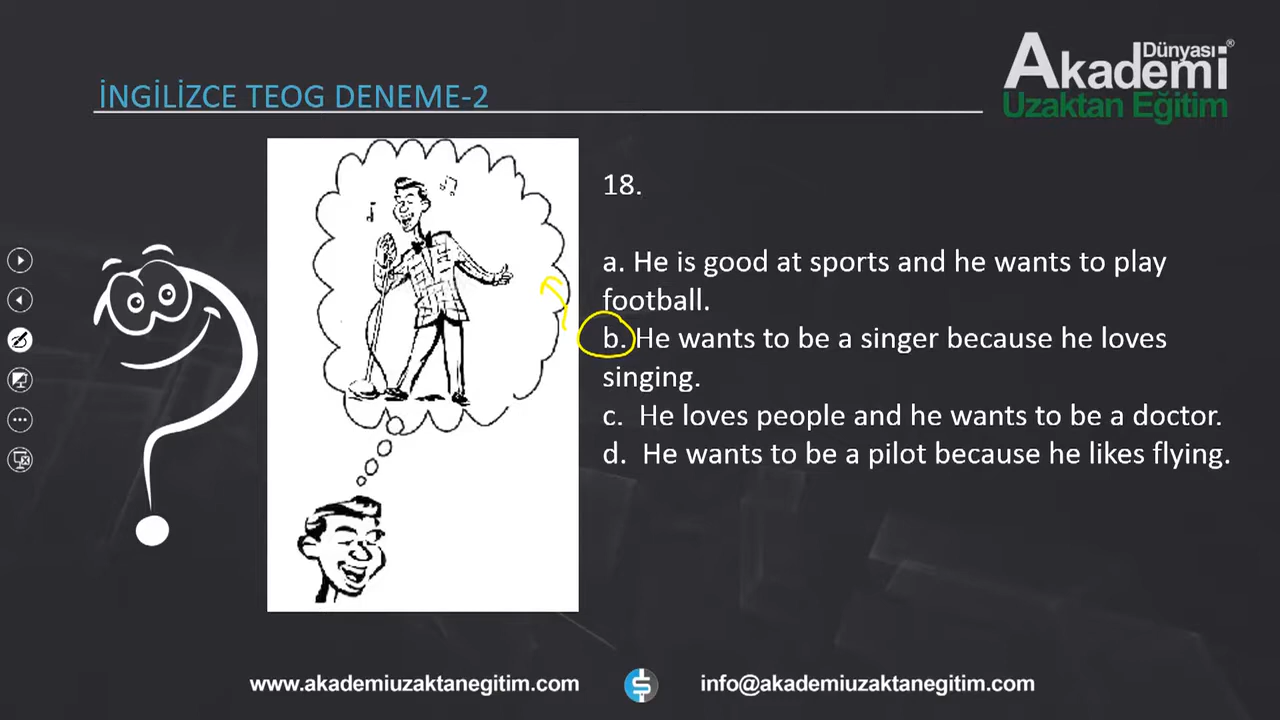 Dünyası
Akademi
Uzaktan Eğitim
İNGİLİZCE TEOG DENEME-2
18.
a. He is good at sports and he wants to play
football.
b. He wants to be a singer because he loves
singing.
c. He loves people and he wants to be a doctor.
d. He wants to be a pilot because he likes flying.
www.akademiuzaktanegitim.com
info@akademiuzaktanegitim.com